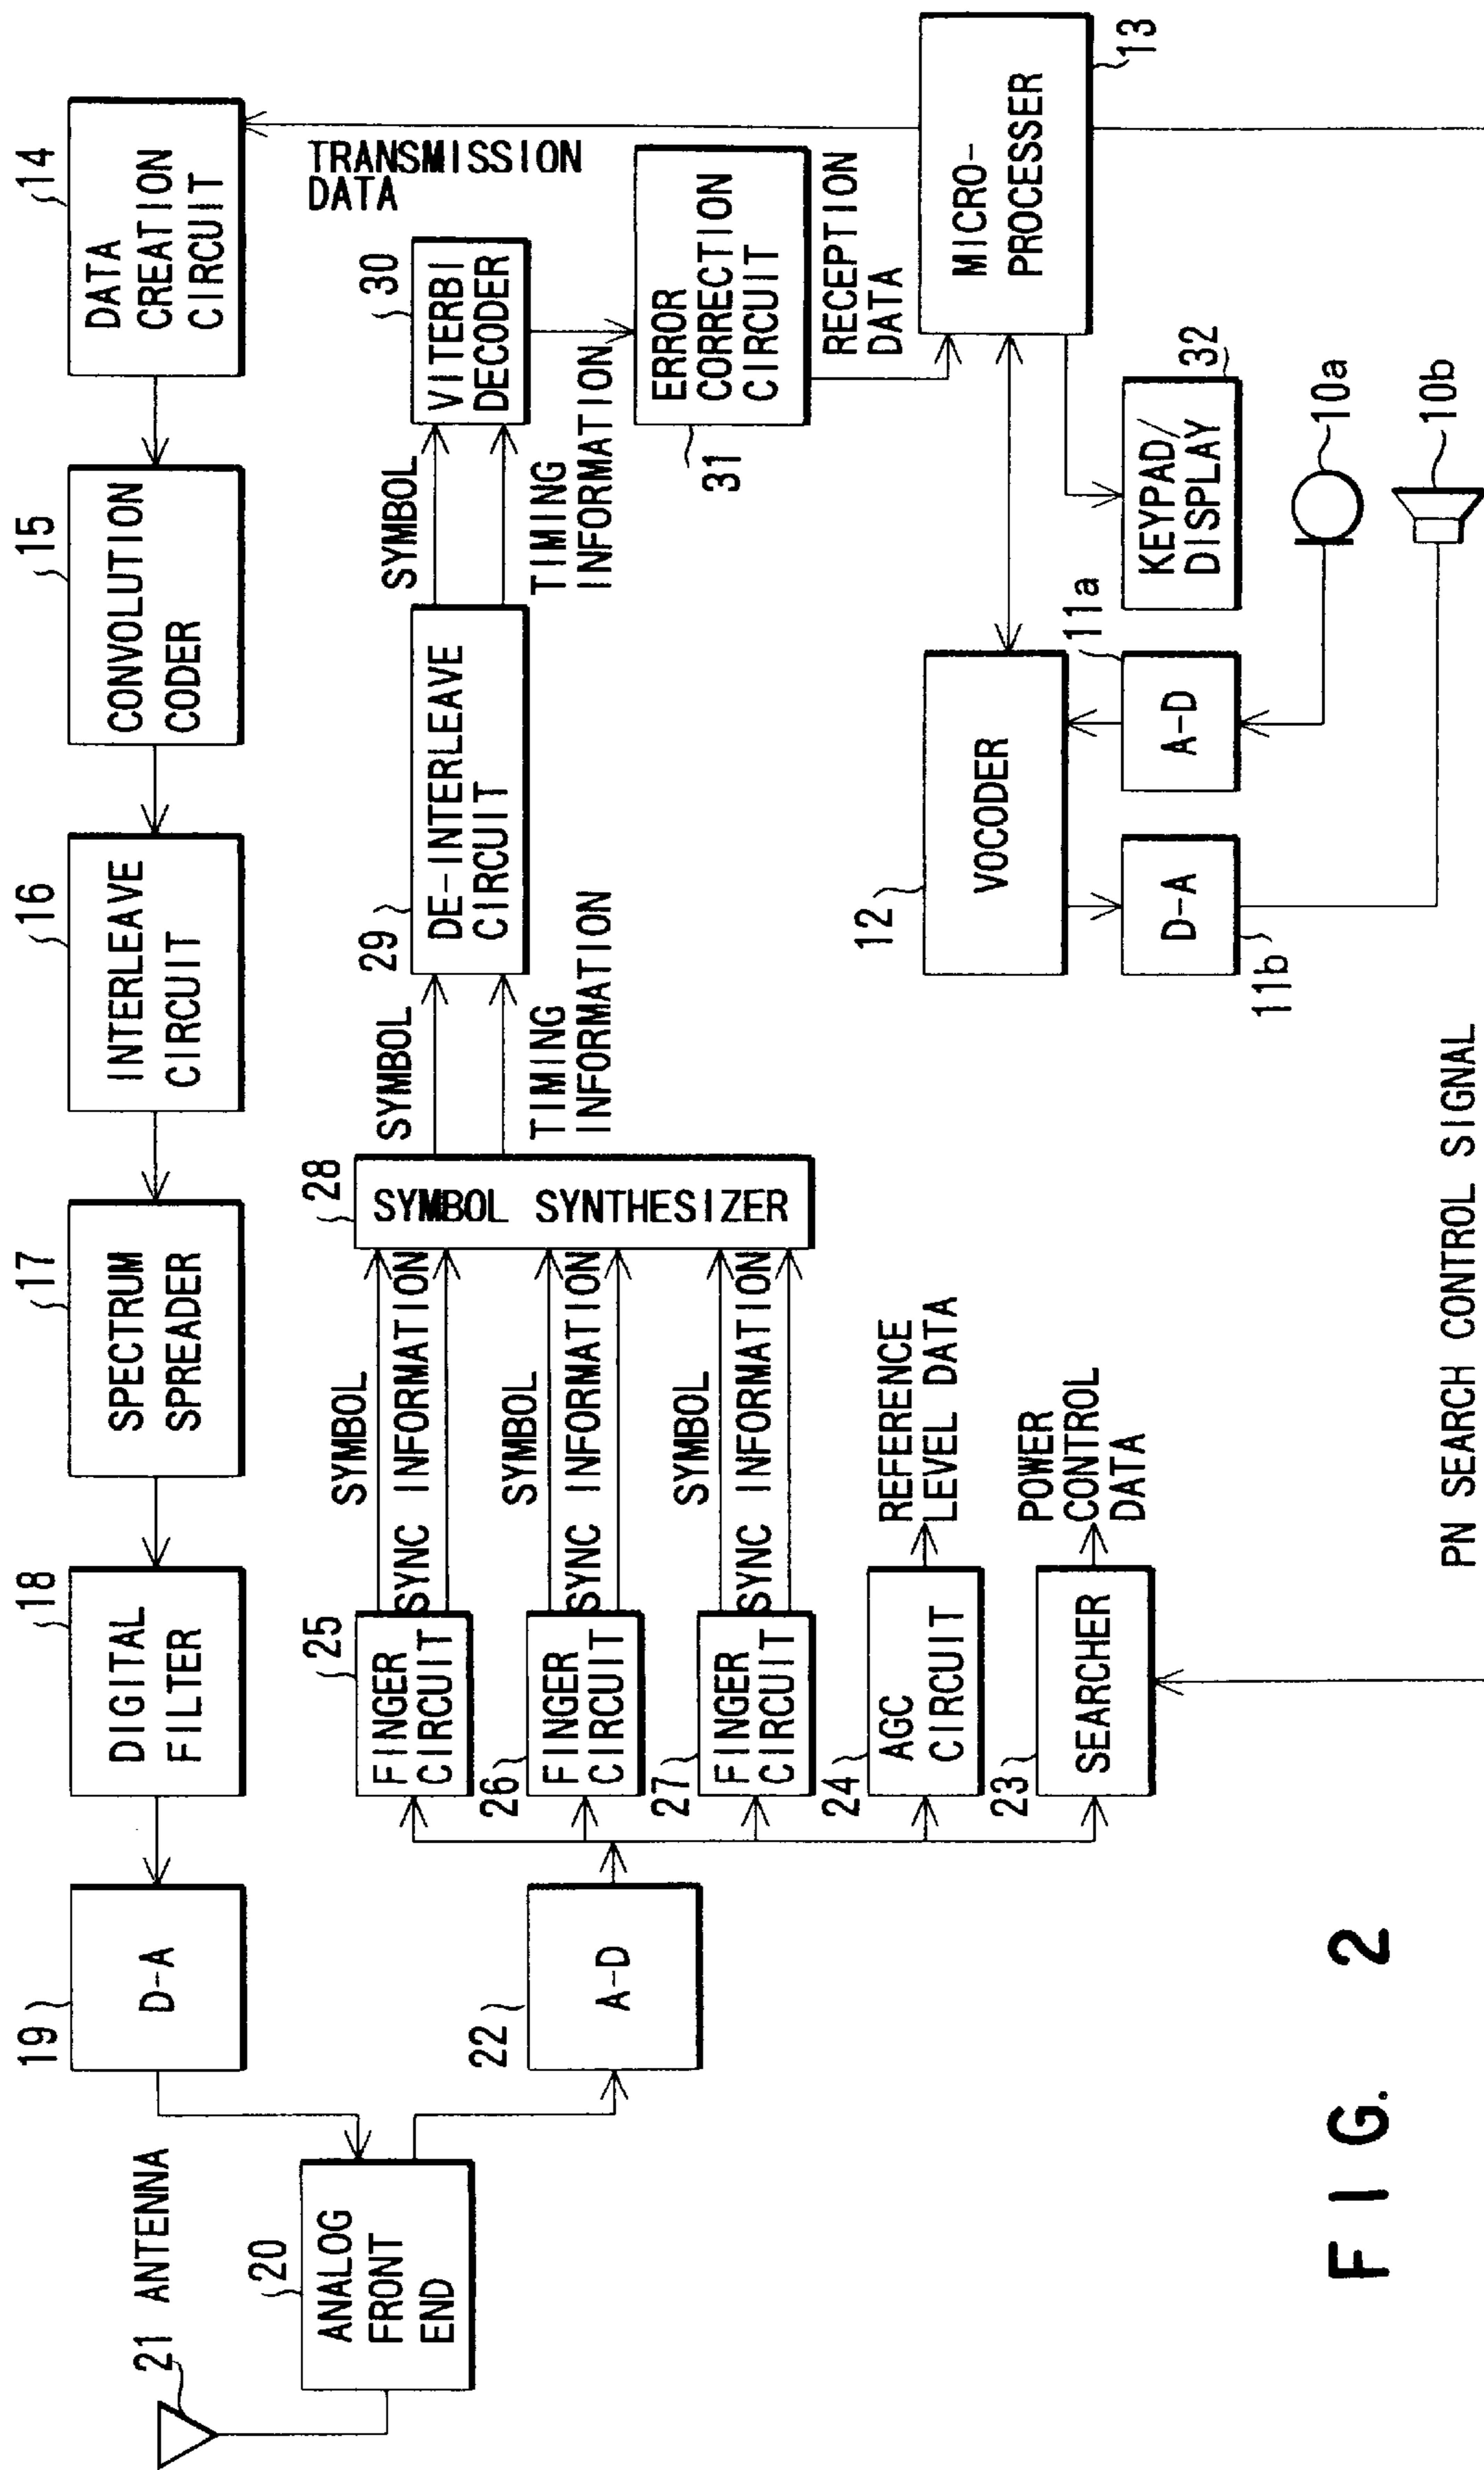 21 ANTENNA
20
ANALOG
FRONT
END
19
D-A
18
DIGITAL
FILTER
17
SPECTRUM
SPREADER
16
INTERLEAVE
CIRCUIT
15
CONVOLUTION
CODER
14
DATA
CREATION
CIRCUIT
TRANSMISSION
DATA
22
A-D
25
FINGER
CIRCUIT
SYMBOL
SYNC INFORMATION
26
FINGER
CIRCUIT
SYMBOL
SYNC INFORMATION
27
FINGER
CIRCUIT
SYMBOL
SYNC INFORMATION
24
AGC
CIRCUIT
REFERENCE
LEVEL DATA
23
SEARCHER
POWER
CONTROL
DATA
28
SYMBOL SYNTHESIZER
SYMBOL
TIMING
INFORMATION
29
DE-INTERLEAVE
CIRCUIT
SYMBOL
TIMING
INFORMATION
30
VITERBI
DECODER
31
ERROR
CORRECTION
CIRCUIT
RECEPTION
DATA
13
MICRO-
PROCESSER
12
VOCODER
11a
A-D
11b
D-A
32
KEYPAD/
DISPLAY
10a
10b
PN SEARCH CONTROL SIGNAL
FIG. 2